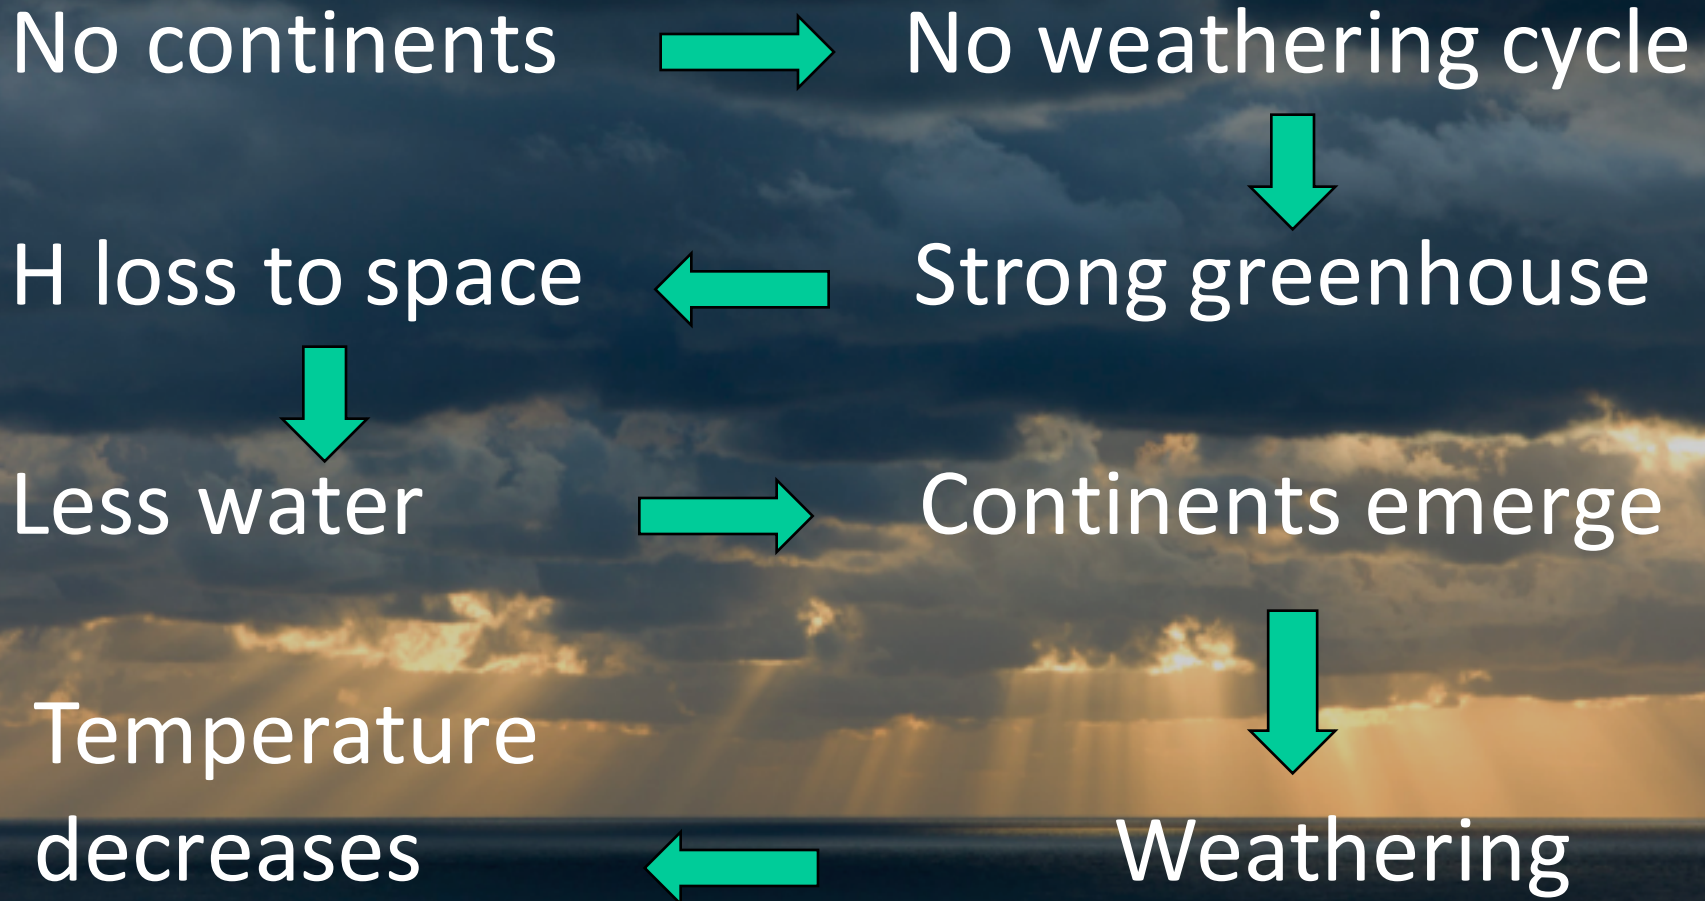 No continents
No weathering cycle
Strong greenhouse
H loss to space
Less water
Continents emerge
Weathering
Temperature
decreases